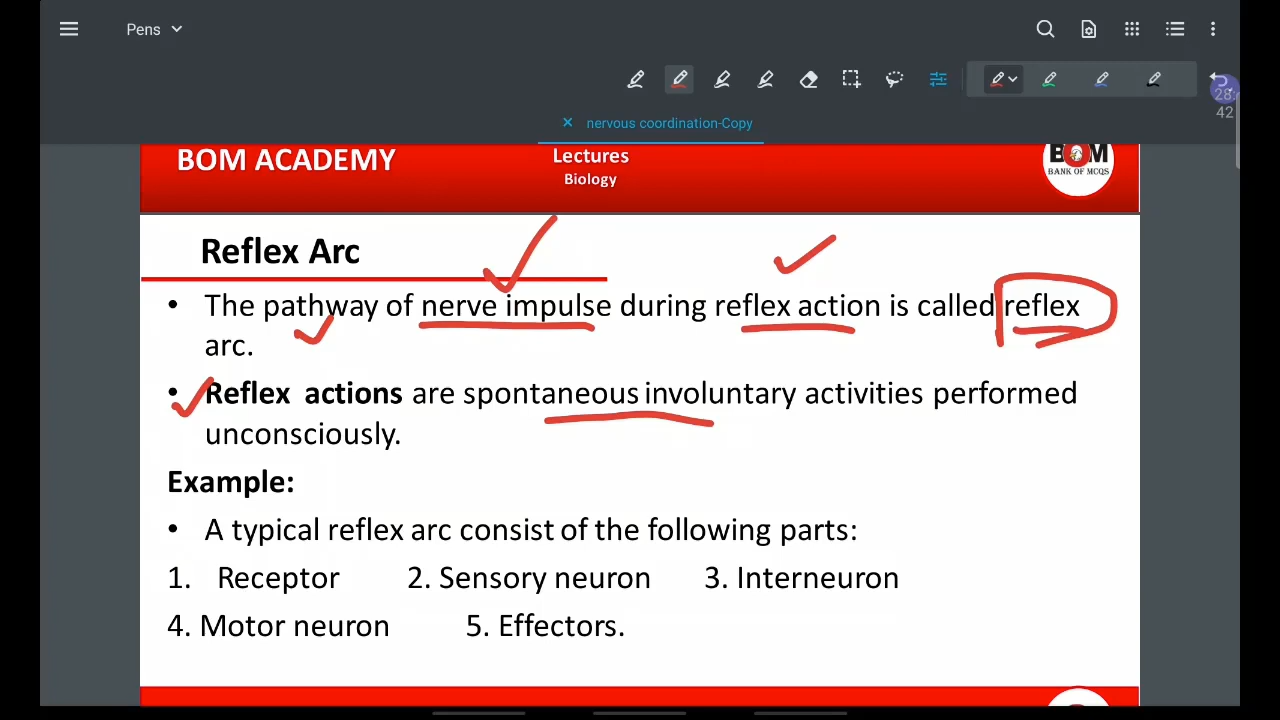 Pens
28
42
nervous coordination-Copy
BOM ACADEMY
Lectures
Biology
BOM
BANK OF MCQS
Reflex Arc
• The pathway of nerve impulse during reflex action is called reflex
arc.
• Reflex actions are spontaneous involuntary activities performed
unconsciously.
Example:
• A typical reflex arc consist of the following parts:
1. Receptor 2. Sensory neuron 3. Interneuron
4. Motor neuron 5. Effectors.